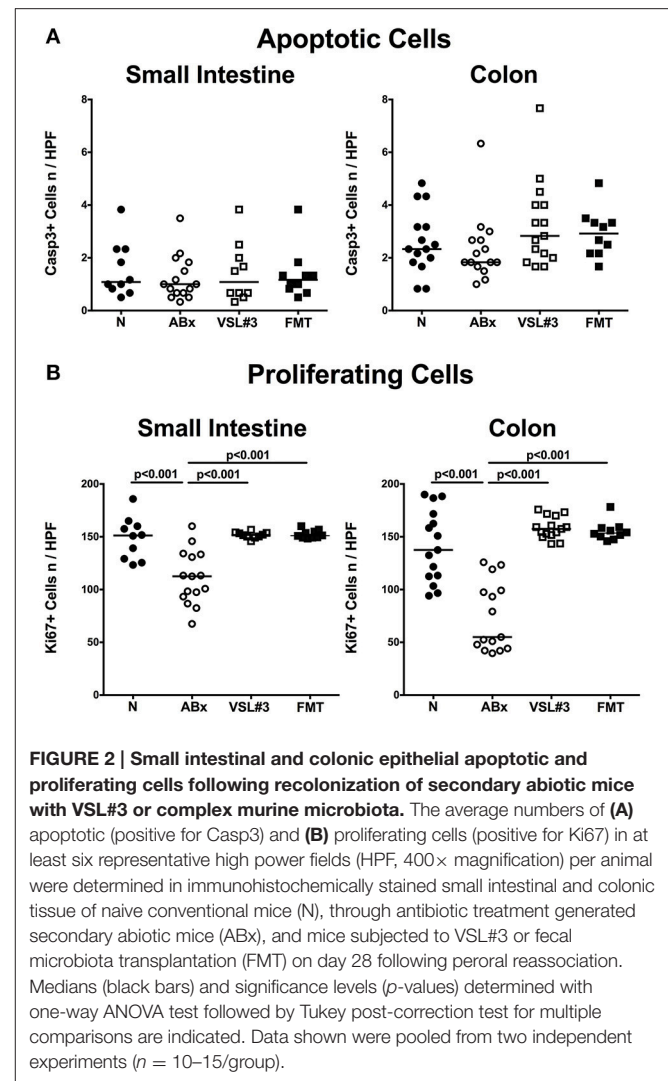 A
Apoptotic Cells
Small Intestine
Colon
Casp3+ Cells n / HPF
8
6
4
2
0
N
ABx
VSL#3
FMT
Casp3+ Cells n / HPF
8
6
4
2
0
N
ABx
VSL#3
FMT
B
Proliferating Cells
Small Intestine
Colon
p<0.001
p<0.001 p<0.001
Ki67+ Cells n / HPF
200
150
100
50
0
N
ABx
VSL#3
FMT
p<0.001
p<0.001 p<0.001
Ki67+ Cells n / HPF
200
150
100
50
0
N
ABx
VSL#3
FMT
FIGURE 2 | Small intestinal and colonic epithelial apoptotic and
proliferating cells following recolonization of secondary abiotic mice
with VSL#3 or complex murine microbiota. The average numbers of (A)
apoptotic (positive for Casp3) and (B) proliferating cells (positive for Ki67) in at
least six representative high power fields (HPF, 400× magnification) per animal
were determined in immunohistochemically stained small intestinal and colonic
tissue of naive conventional mice (N), through antibiotic treatment generated
secondary abiotic mice (ABx), and mice subjected to VSL#3 or fecal
microbiota transplantation (FMT) on day 28 following peroral reassociation.
Medians (black bars) and significance levels (p-values) determined with
one-way ANOVA test followed by Tukey post-correction test for multiple
comparisons are indicated. Data shown were pooled from two independent
experiments (n = 10–15/group).